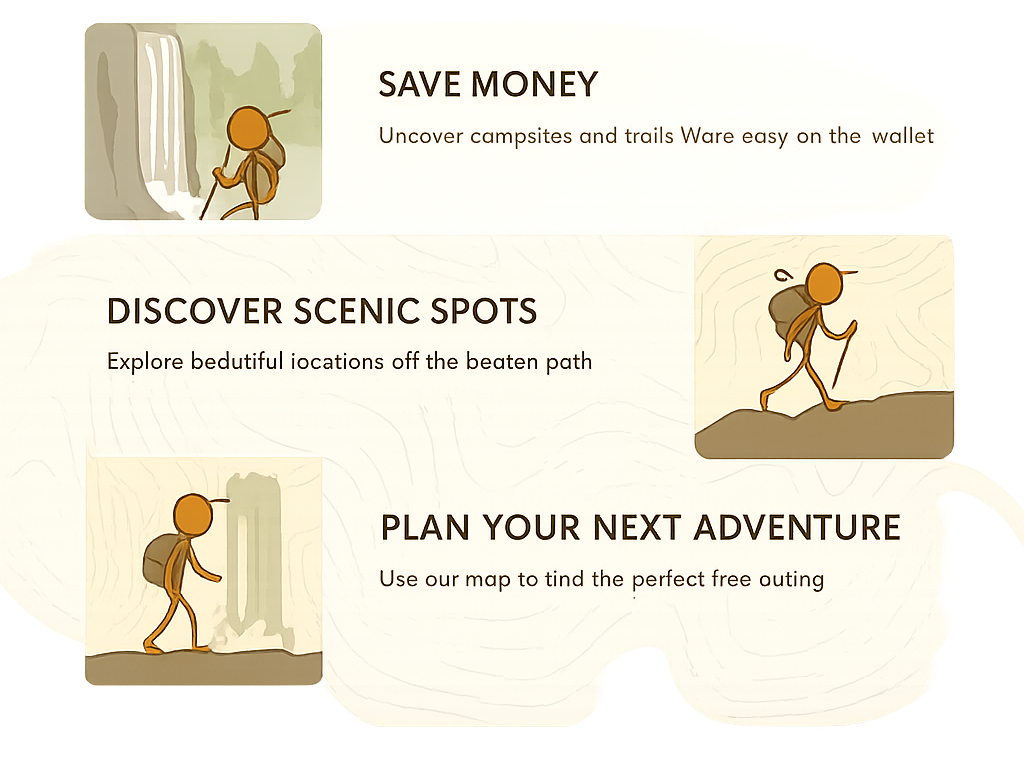 SAVE MONEY
Uncover campsites and trails Ware easy on the wallet
DISCOVER SCENIC SPOTS
Explore bedutiful iocations off the beaten path
PLAN YOUR NEXT ADVENTURE
Use our map to tind the perfect free outing